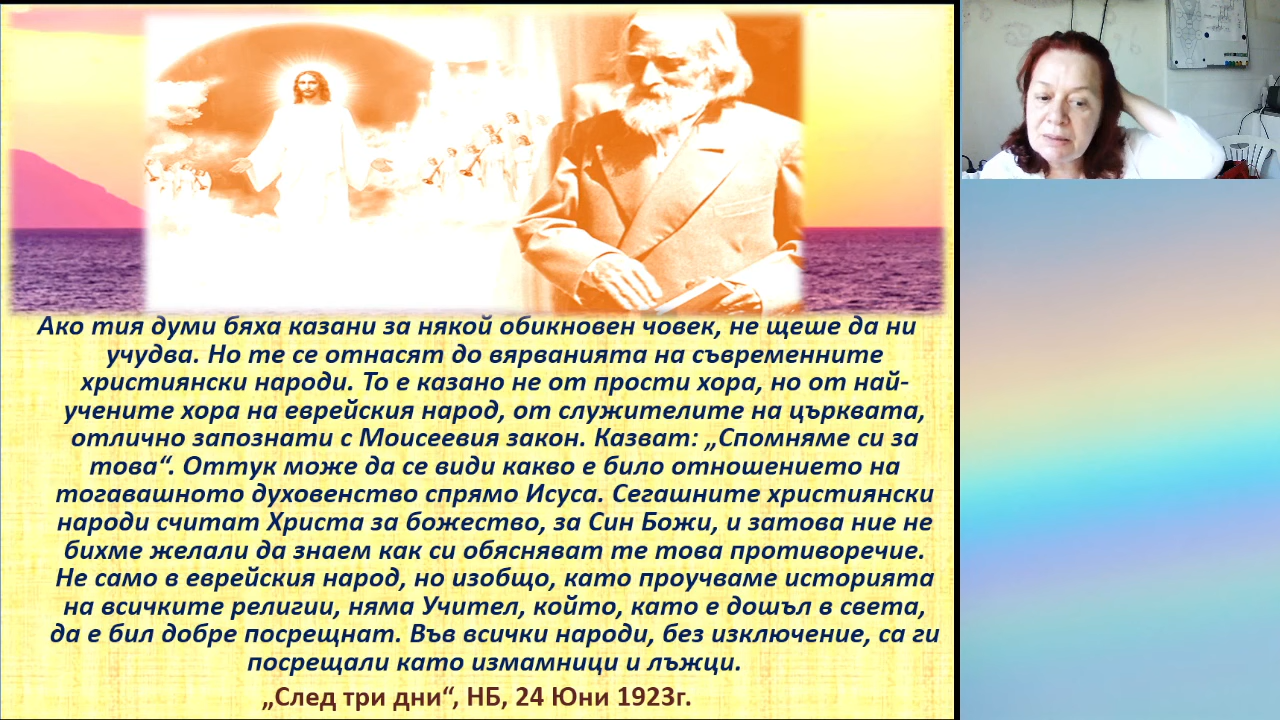 Ако тия думи бяха казани за някой обикновен човек, не щеше да ни
учудва. Но те се отнасят до вярванията на съвременните
християнски народи. То е казано не от прости хора, но от най-
учените хора на еврейския народ, от служителите на църквата,
отлично запознати с Моисеевия закон. Казват: „Спомняме си за
това“. Оттук може да се види какво е било отношението на
тогавашното духовенство спрямо Исуса. Сегашните християнски
народи считат Христа за божество, за Син Божи, и затова ние не
бихме желали да знаем как си обясняват те това противоречие.
Не само в еврейския народ, но изобщо, като проучваме историята
на всичките религии, няма Учител, който, като е дошъл в света,
да е бил добре посрещнат. Във всички народи, без изключение, са ги
посрещали като измамници и лъжци.
„След три дни“, НБ, 24 Юни 1923г.